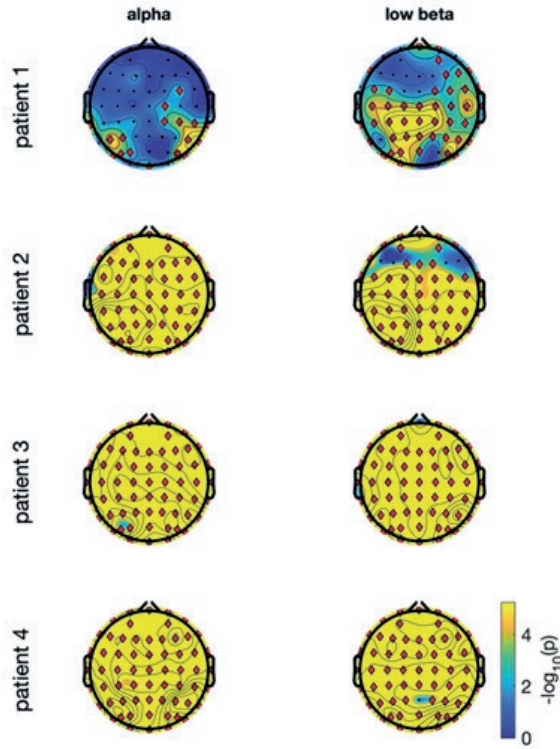 alpha low beta
patient 1
patient 2
patient 3
patient 4
4
2
0
-log10(p)